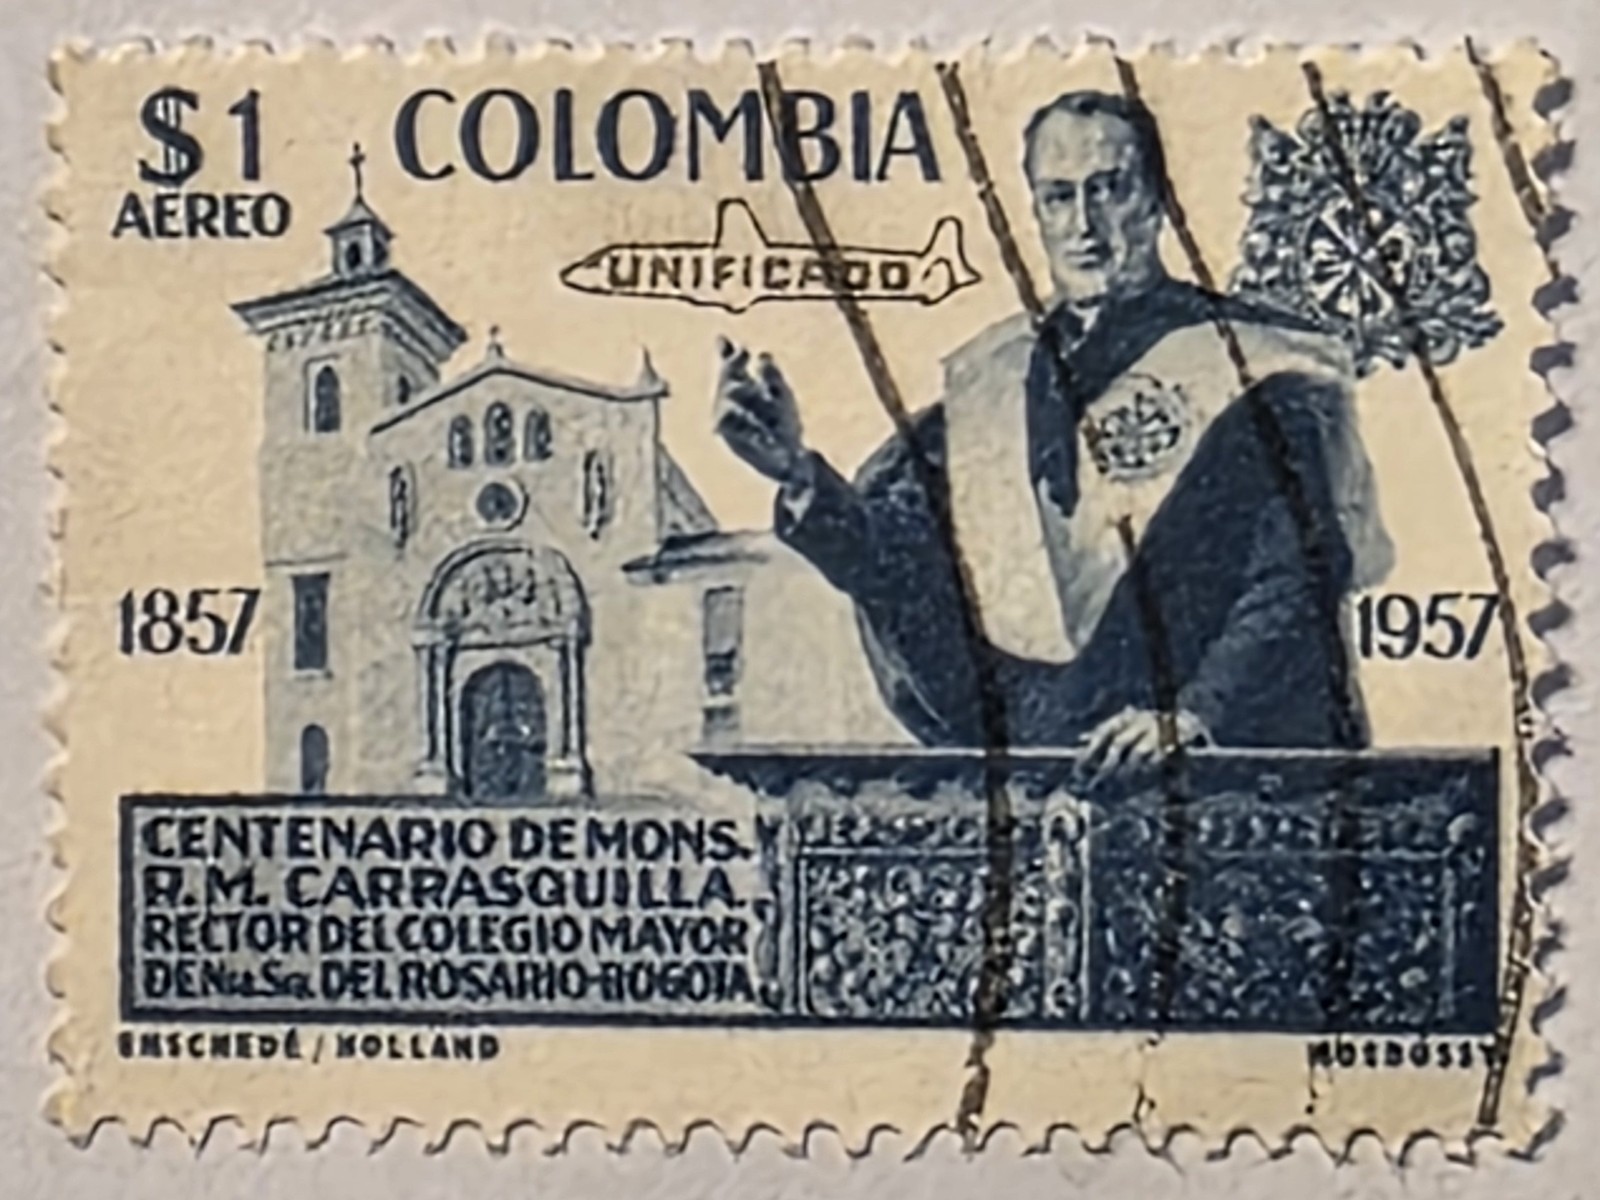 $1 COLOMBIA
AEREO
UNIFICADO
1857
1957
CENTENARIO DE MONS.
R. M. CARRASQUILLA.
RECTOR DEL COLEGIO MAYOR
DE Nu. Sa. DEL ROSARIO-BOGOTA
ENSCHEDÉ / HOLLAND